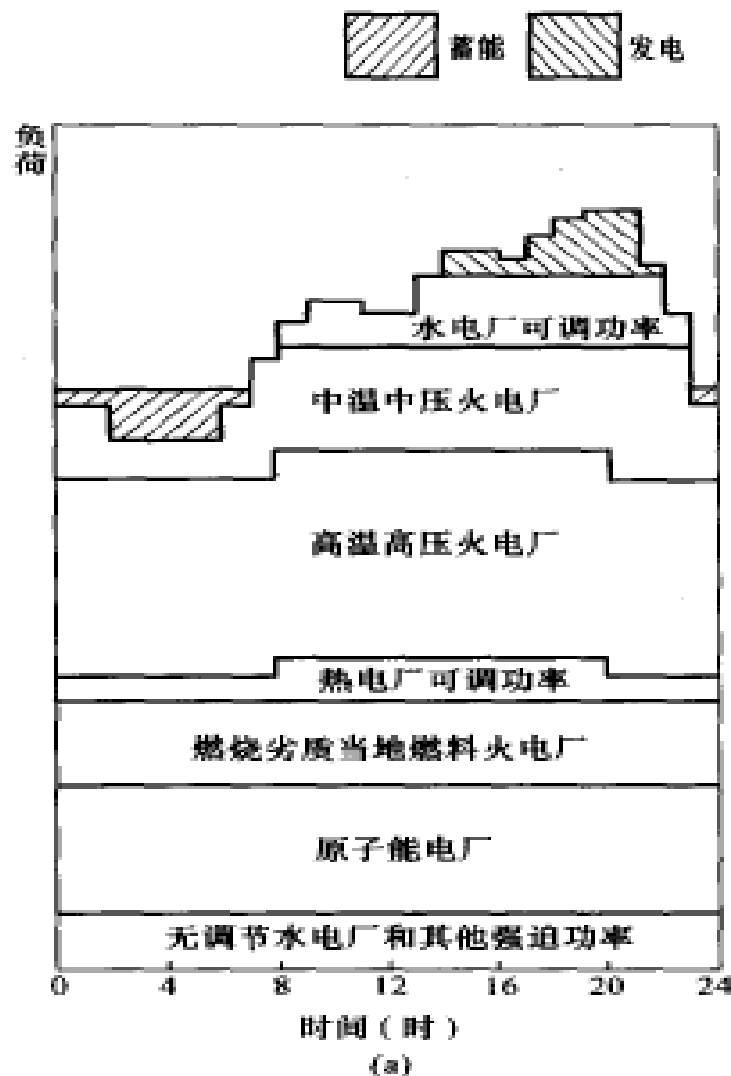 蓄能 发电
负荷
水电厂可调功率
中温中压火电厂
高温高压火电厂
热电厂可调功率
燃烧劣质当地燃料火电厂
原子能电厂
无调节水电厂和其他强迫功率
0 4 8 12 16 20 24
时间(时)
(a)